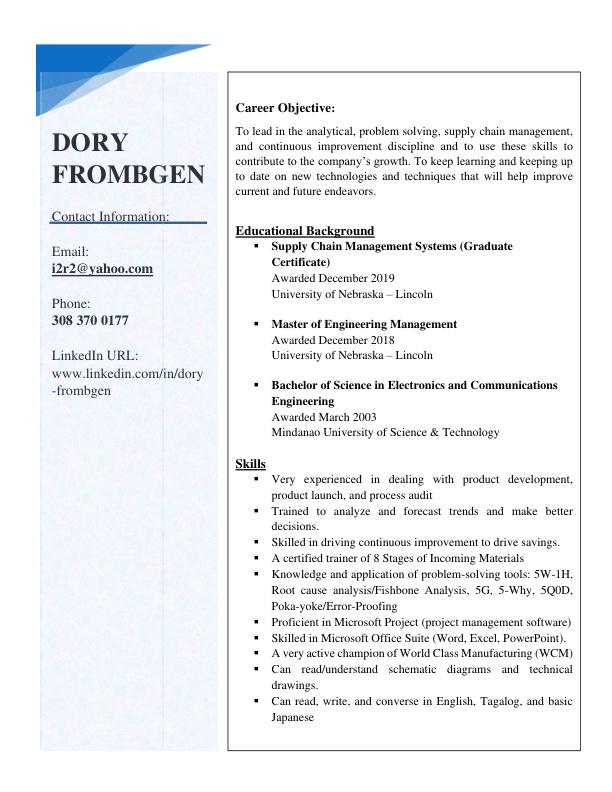 DORY
FROMBGEN
Contact Information:
Email:
i2r2@yahoo.com
Phone:
308 370 0177
LinkedIn URL:
www.linkedin.com/in/dory
-frombgen
Career Objective:
To lead in the analytical, problem solving, supply chain management,
and continuous improvement discipline and to use these skills to
contribute to the company's growth. To keep learning and keeping up
to date on new technologies and techniques that will help improve
current and future endeavors.
Educational Background
▪ Supply Chain Management Systems (Graduate
Certificate)
Awarded December 2019
University of Nebraska – Lincoln
▪ Master of Engineering Management
Awarded December 2018
University of Nebraska – Lincoln
▪ Bachelor of Science in Electronics and Communications
Engineering
Awarded March 2003
Mindanao University of Science & Technology
Skills
▪ Very experienced in dealing with product development,
product launch, and process audit
▪ Trained to analyze and forecast trends and make better
decisions.
▪ Skilled in driving continuous improvement to drive savings.
▪ A certified trainer of 8 Stages of Incoming Materials
▪ Knowledge and application of problem-solving tools: 5W-1H,
Root cause analysis/Fishbone Analysis, 5G, 5-Why, 5Q0D,
Poka-yoke/Error-Proofing
▪ Proficient in Microsoft Project (project management software)
▪ Skilled in Microsoft Office Suite (Word, Excel, PowerPoint).
▪ A very active champion of World Class Manufacturing (WCM)
▪ Can read/understand schematic diagrams and technical
drawings.
▪ Can read, write, and converse in English, Tagalog, and basic
Japanese